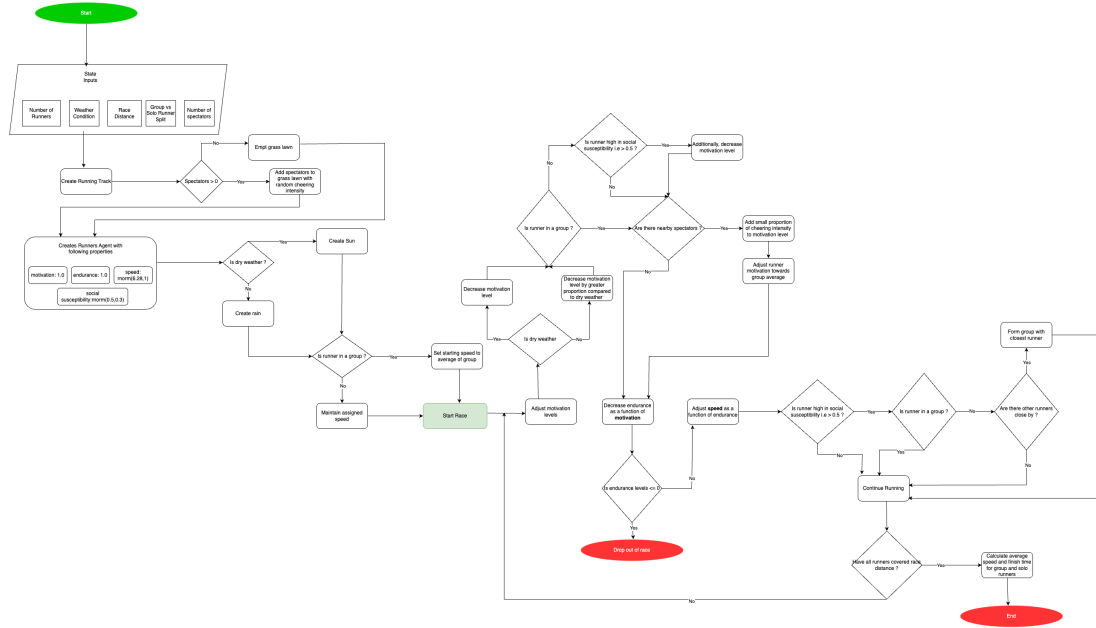 Start
State
Inputs
Number of
Runners
Weather
Condition
Race
Distance
Group vs
Solo Runner
Split
Number of
spectators
Create Running Track
Spectators > 0
No
Empt grass lawn
Yes
Add spectators to
grass lawn with
random cheering
intensity
Creates Runners Agent with
following properties
motivation: 1.0
endurance: 1.0
speed:
rnorm(6.28,1)
social
susceptibility:rnorm(0.5,0.3)
Is dry weather ?
Yes
Create Sun
No
Create rain
Is runner in a group ?
Yes
Set starting speed to
average of group
No
Maintain assigned
speed
Start Race
Adjust motivation
levels
Is dry weather
Yes
Decrease motivation
level
No
Decrease motivation
level by greater
proportion compared
to dry weather
Is runner in a group ?
No
Is runner high in social
susceptibility i.e > 0.5 ?
Yes
Additionally, decrease
motivation level
No
Yes
Are there nearby spectators ?
Yes
Add small proportion
of cheering intensity
to motivation level
Adjust runner
motivation towards
group average
No
Decrease endurance
as a function of
motivation
Is endurance levels <= 0
Yes
Drop out of race
No
Adjust speed as a
function of endurance
Is runner high in social
susceptibility i.e > 0.5 ?
Yes
Is runner in a group ?
No
Are there other runners
close by ?
Yes
Form group with
closest runner
No
Yes
No
Continue Running
Have all runners covered race
distance ?
Yes
Calculate average
speed and finish time
for group and solo
runners
End
No